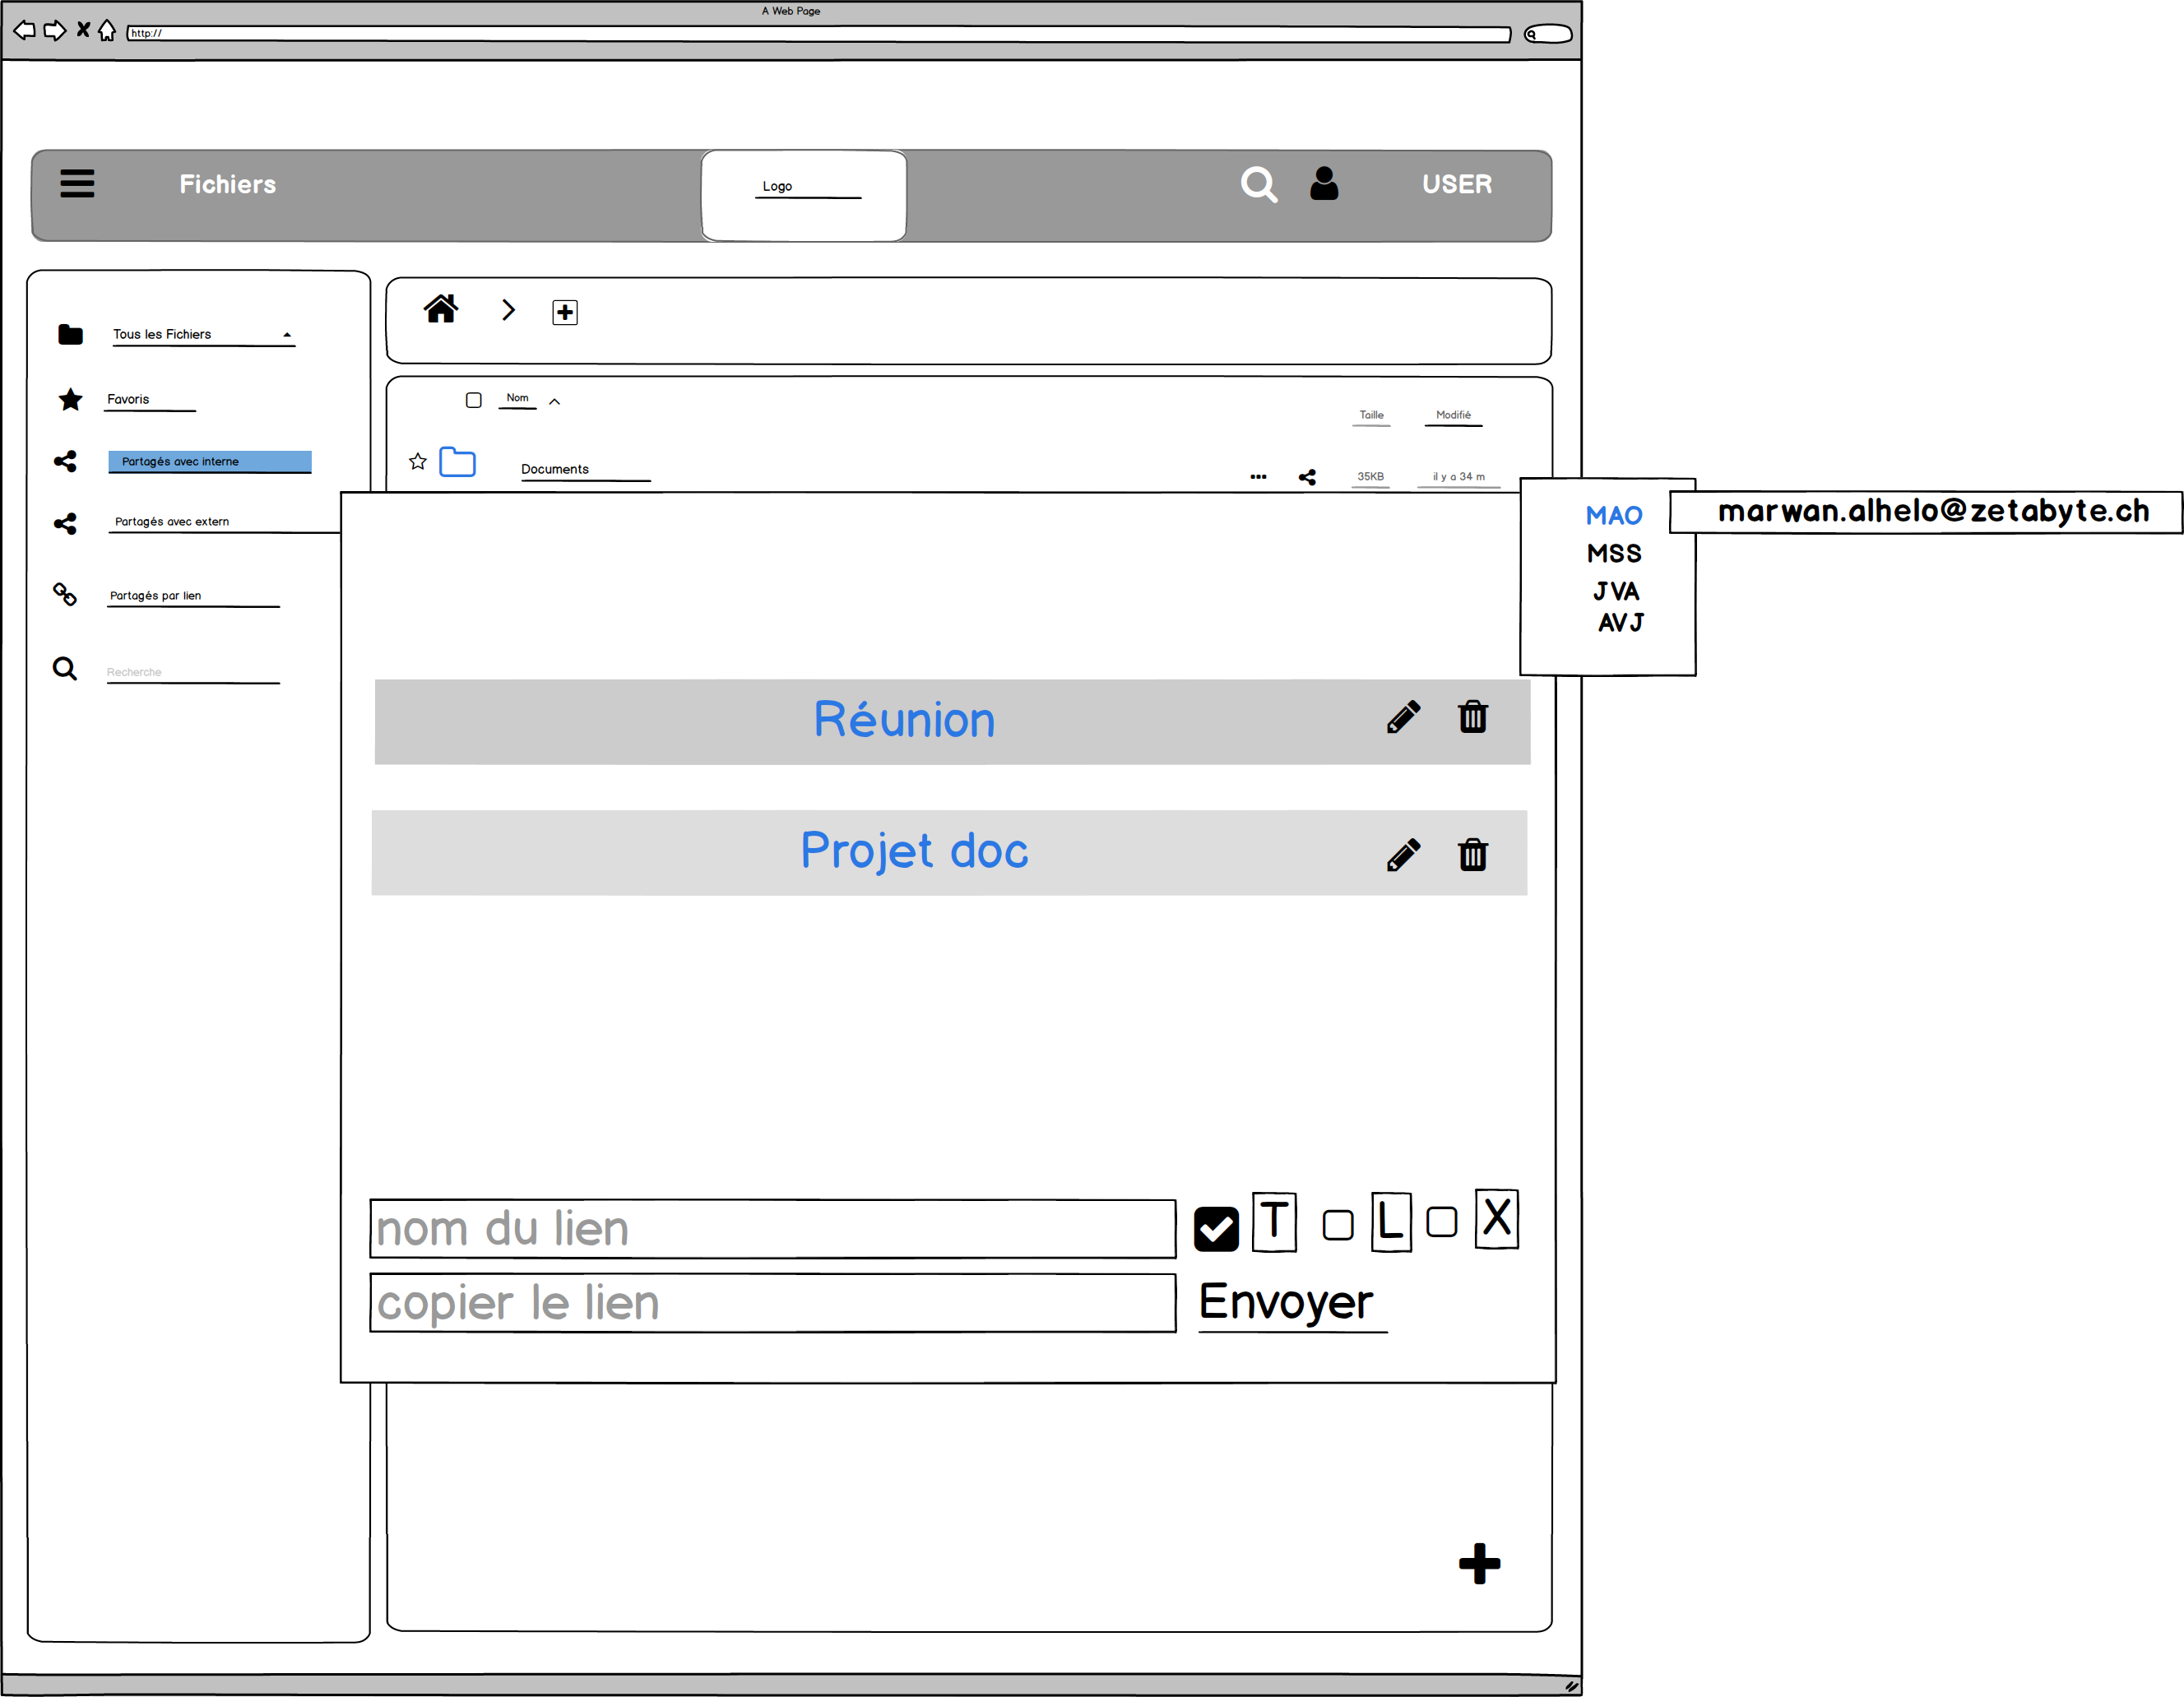 A Web Page
http://
Fichiers
Logo
USER
Tous les Fichiers
Favoris
Partagés avec interne
Partagés avec extern
Partagés par lien
Recherche
Nom
Taille
Modifié
Documents
35KB
il y a 34 m
MAO
marwan.alhelo@zetabyte.ch
MSS
JVA
AVJ
Réunion
Projet doc
nom du lien
T
L
X
copier le lien
Envoyer